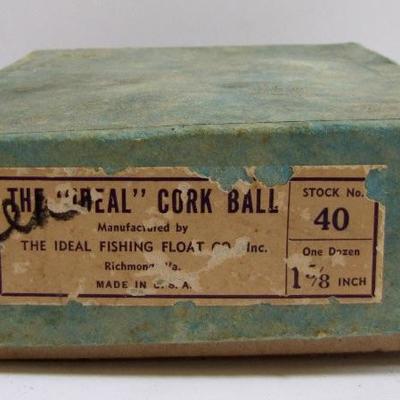 THE "IDEAL" CORK BALL
Manufactured by
THE IDEAL FISHING FLOAT CO., Inc.
Richmond, Va.
MADE IN U. S. A.
STOCK No.
40
One Dozen
INCH